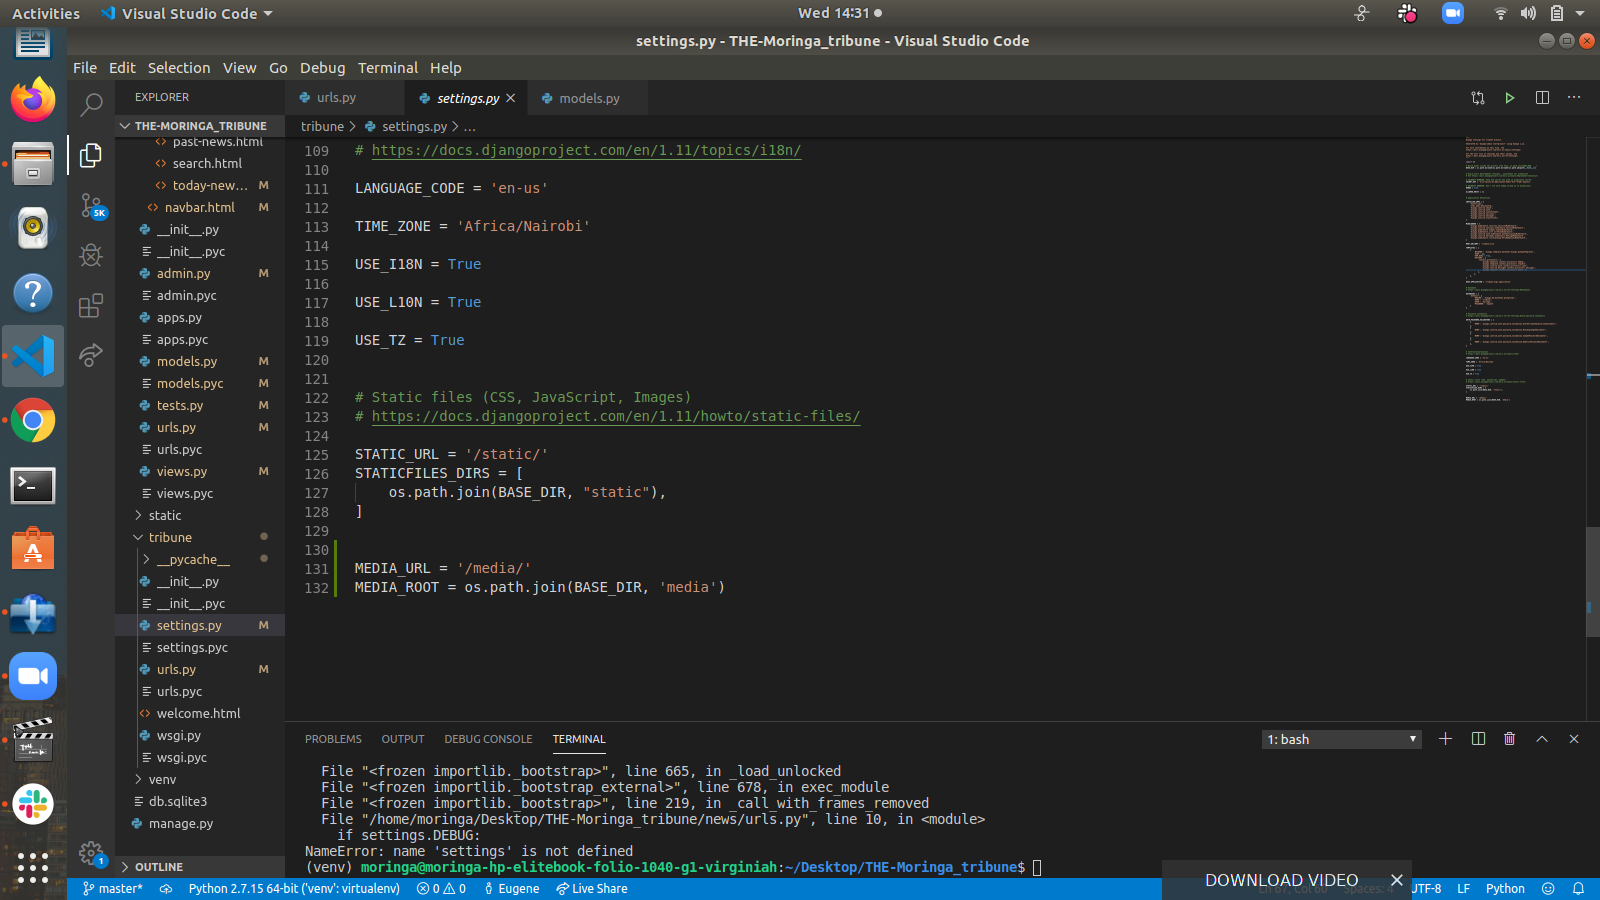 Activities
Visual Studio Code
Wed 14:31
settings.py - THE-Moringa_tribune - Visual Studio Code
File Edit Selection View Go Debug Terminal Help
EXPLORER
urls.py
settings.py
models.py
THE-MORINGA_TRIBUNE
tribune > settings.py > ...
past-news.html
search.html
today-new... M
navbar.html M
__init__.py
__init__.pyc
admin.py M
admin.pyc
apps.py
apps.pyc
models.py M
models.pyc M
tests.py M
urls.py M
urls.pyc
views.py M
views.pyc
static
tribune
__pycache__
__init__.py
__init__.pyc
settings.py M
settings.pyc
urls.py M
urls.pyc
welcome.html
wsgi.py
wsgi.pyc
venv
db.sqlite3
manage.py
OUTLINE
5K
1
109 # https://docs.djangoproject.com/en/1.11/topics/i18n/
110
111 LANGUAGE_CODE = 'en-us'
112
113 TIME_ZONE = 'Africa/Nairobi'
114
115 USE_I18N = True
116
117 USE_L10N = True
118
119 USE_TZ = True
120
121
122 # Static files (CSS, JavaScript, Images)
123 # https://docs.djangoproject.com/en/1.11/howto/static-files/
124
125 STATIC_URL = '/static/'
126 STATICFILES_DIRS = [
127 os.path.join(BASE_DIR, "static"),
128 ]
129
130
131 MEDIA_URL = '/media/'
132 MEDIA_ROOT = os.path.join(BASE_DIR, 'media')
PROBLEMS OUTPUT DEBUG CONSOLE TERMINAL
1: bash
File "<frozen importlib._bootstrap>", line 665, in _load_unlocked
File "<frozen importlib._bootstrap_external>", line 678, in exec_module
File "<frozen importlib._bootstrap>", line 219, in _call_with_frames_removed
File "/home/moringa/Desktop/THE-Moringa_tribune/news/urls.py", line 10, in <module>
if settings.DEBUG:
NameError: name 'settings' is not defined
(venv) moringa@moringa-hp-elitebook-folio-1040-g1-virginiah:~/Desktop/THE-Moringa_tribune$
DOWNLOAD VIDEO
master* Python 2.7.15 64-bit ('venv': virtualenv) 0 0 Eugene Live Share UTF-8 LF Python